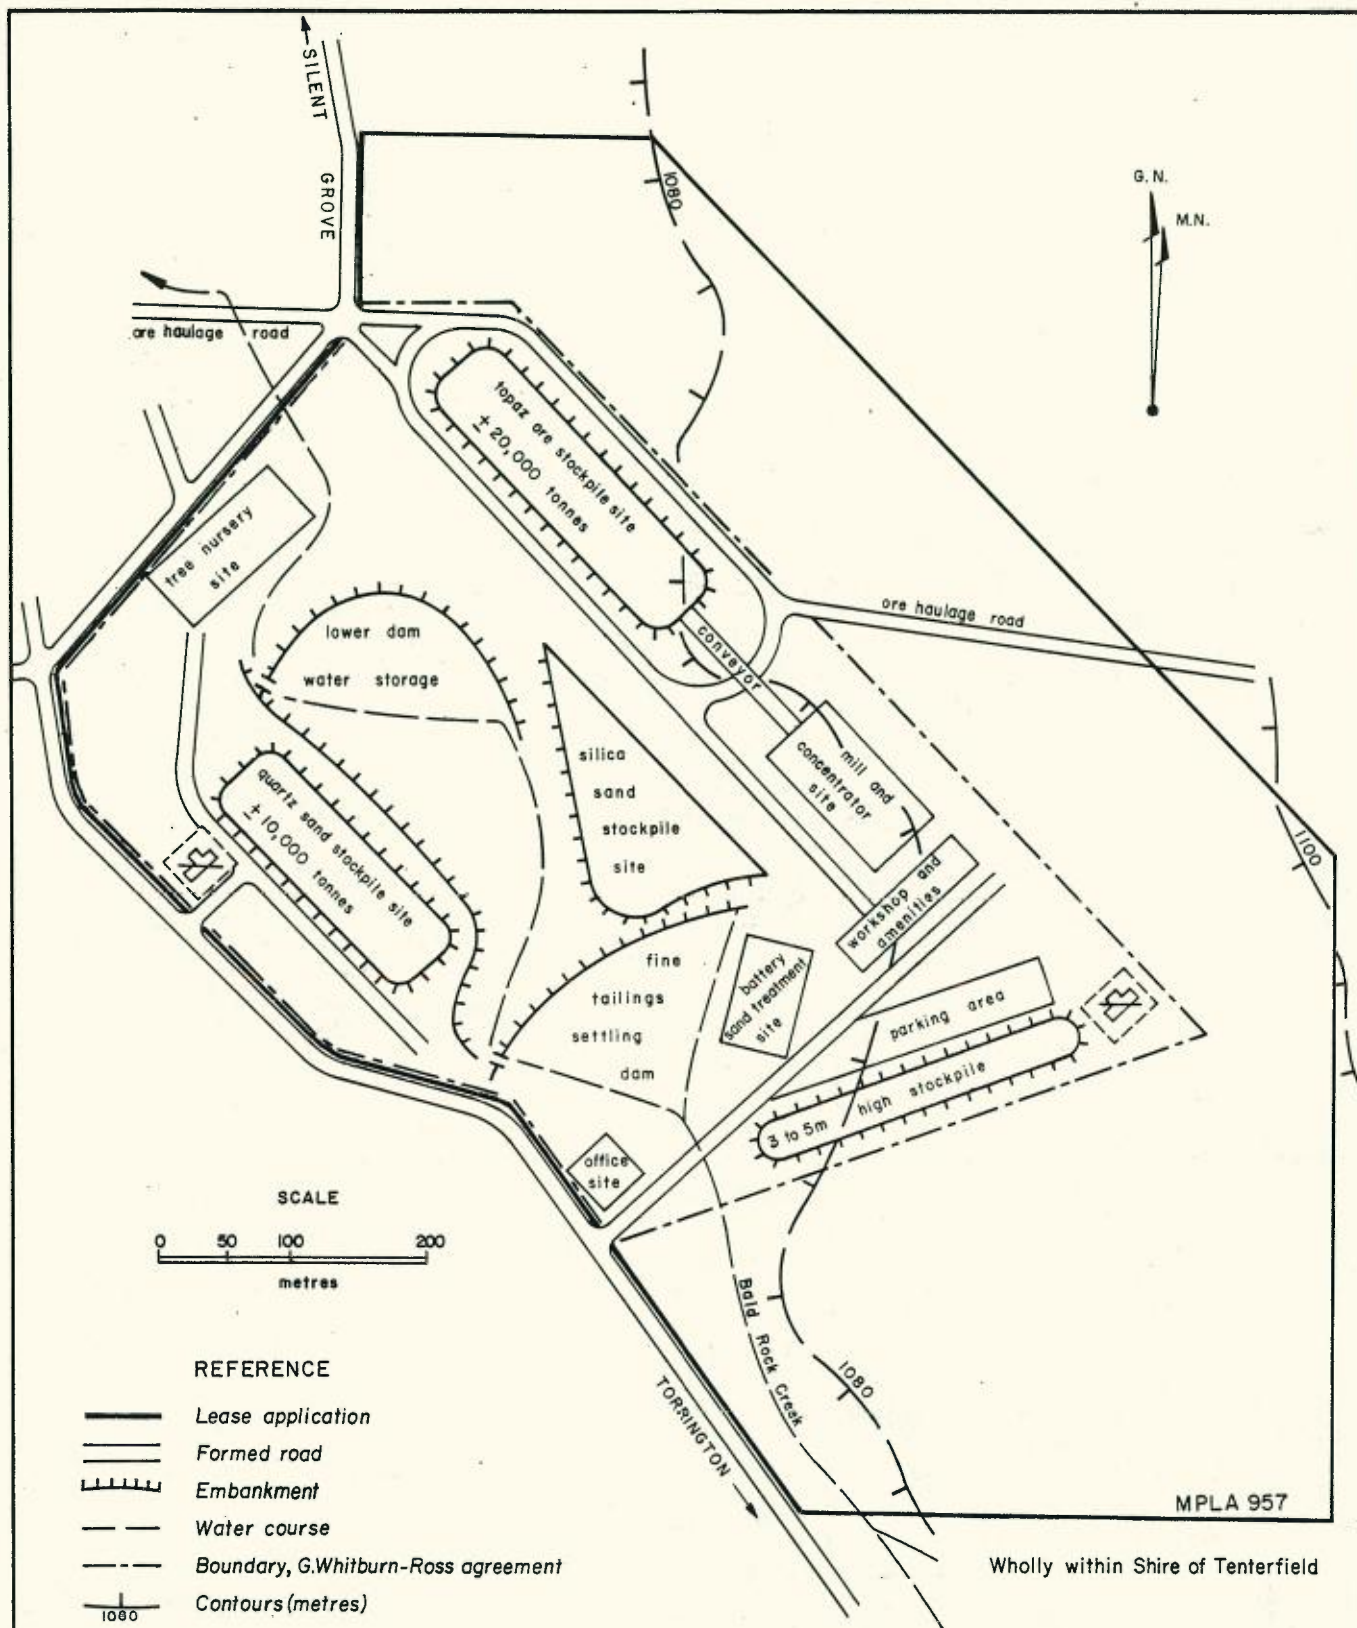 SILENT
GROVE
G.N.
M.N.
1080
ore haulage road
topaz ore stockpile site
± 20,000 tonnes
tree nursery
site
ore haulage road
lower dam
water storage
conveyor
silica
sand
stockpile
site
mill and
concentrator
site
quartz sand stockpile site
± 10,000 tonnes
1100
workshop and
amenities
fine
tailings
settling
dam
battery
sand treatment
site
parking area
3 to 5m high stockpile
office
site
SCALE
0 50 100 200
metres
Bald Rock Creek
1080
TORRINGTON
REFERENCE
Lease application
Formed road
Embankment
Water course
Boundary, G.Whitburn-Ross agreement
1080
Contours (metres)
MPLA 957
Wholly within Shire of Tenterfield